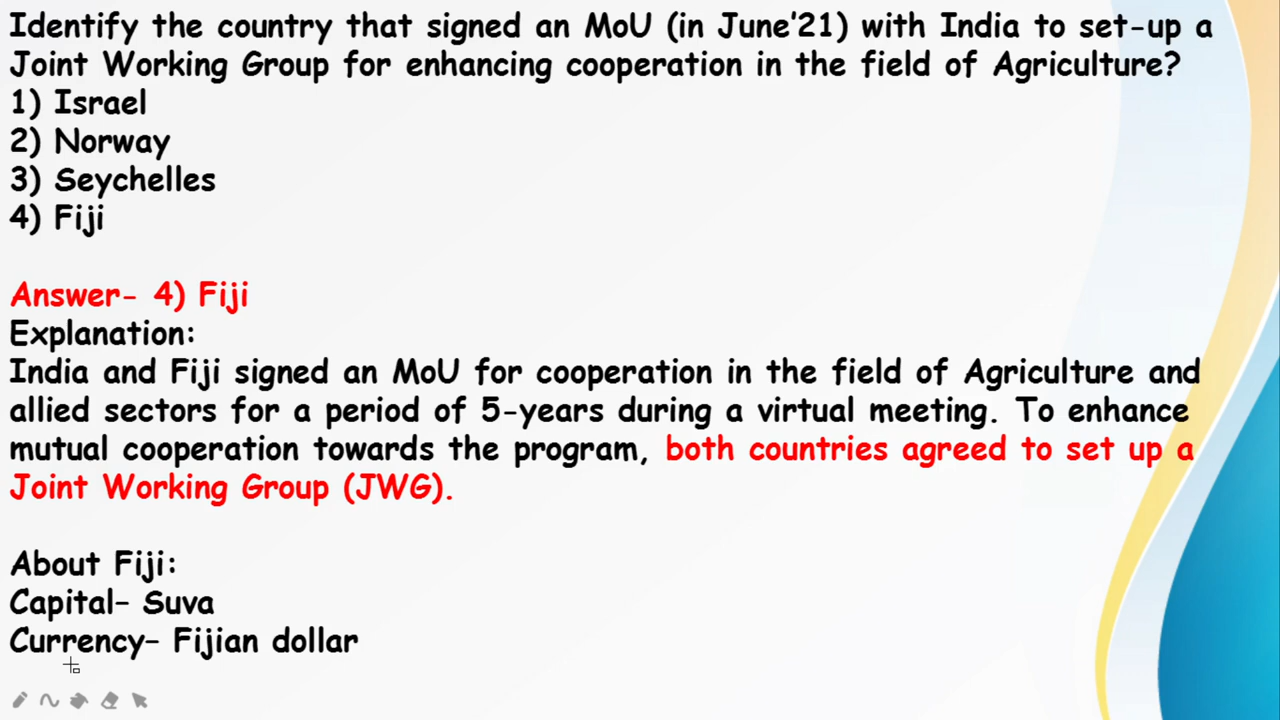 Identify the country that signed an MoU (in June'21) with India to set-up a
Joint Working Group for enhancing cooperation in the field of Agriculture?
1) Israel
2) Norway
3) Seychelles
4) Fiji
Answer- 4) Fiji
Explanation:
India and Fiji signed an MoU for cooperation in the field of Agriculture and
allied sectors for a period of 5-years during a virtual meeting. To enhance
mutual cooperation towards the program, both countries agreed to set up a
Joint Working Group (JWG).
About Fiji:
Capital– Suva
Currency– Fijian dollar